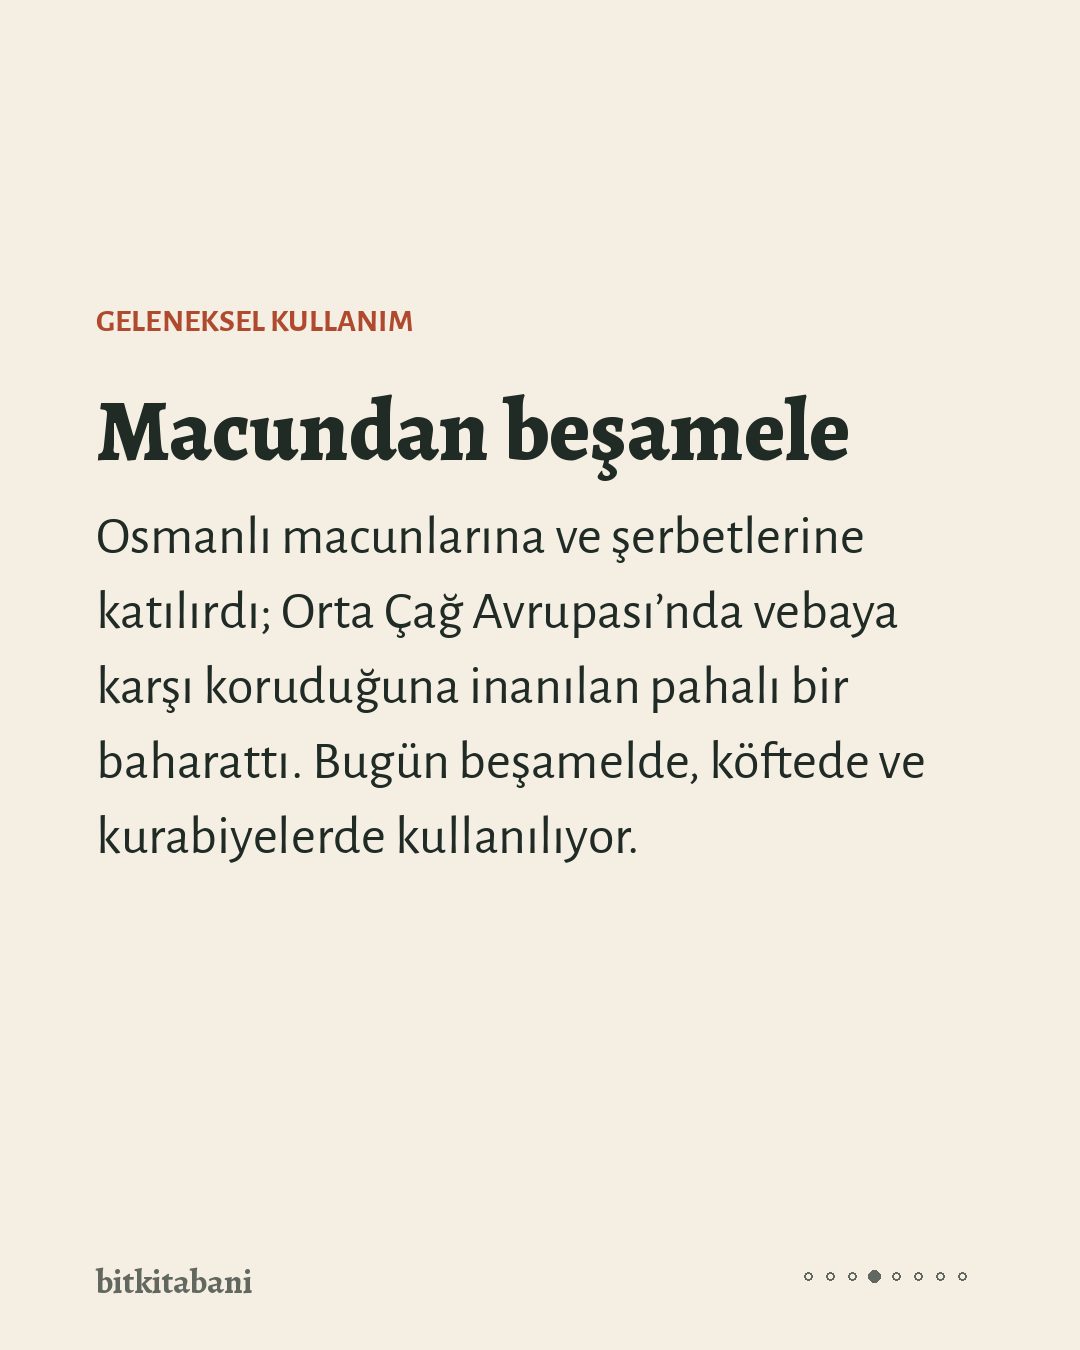 GELENEKSEL KULLANIM
Macundan beşamele
Osmanlı macunlarına ve şerbetlerine
katılırdı; Orta Çağ Avrupası’nda vebaya
karşı koruduğuna inanılan pahalı bir
baharattı. Bugün beşamelde, köftede ve
kurabiyelerde kullanılıyor.
bitkitabani